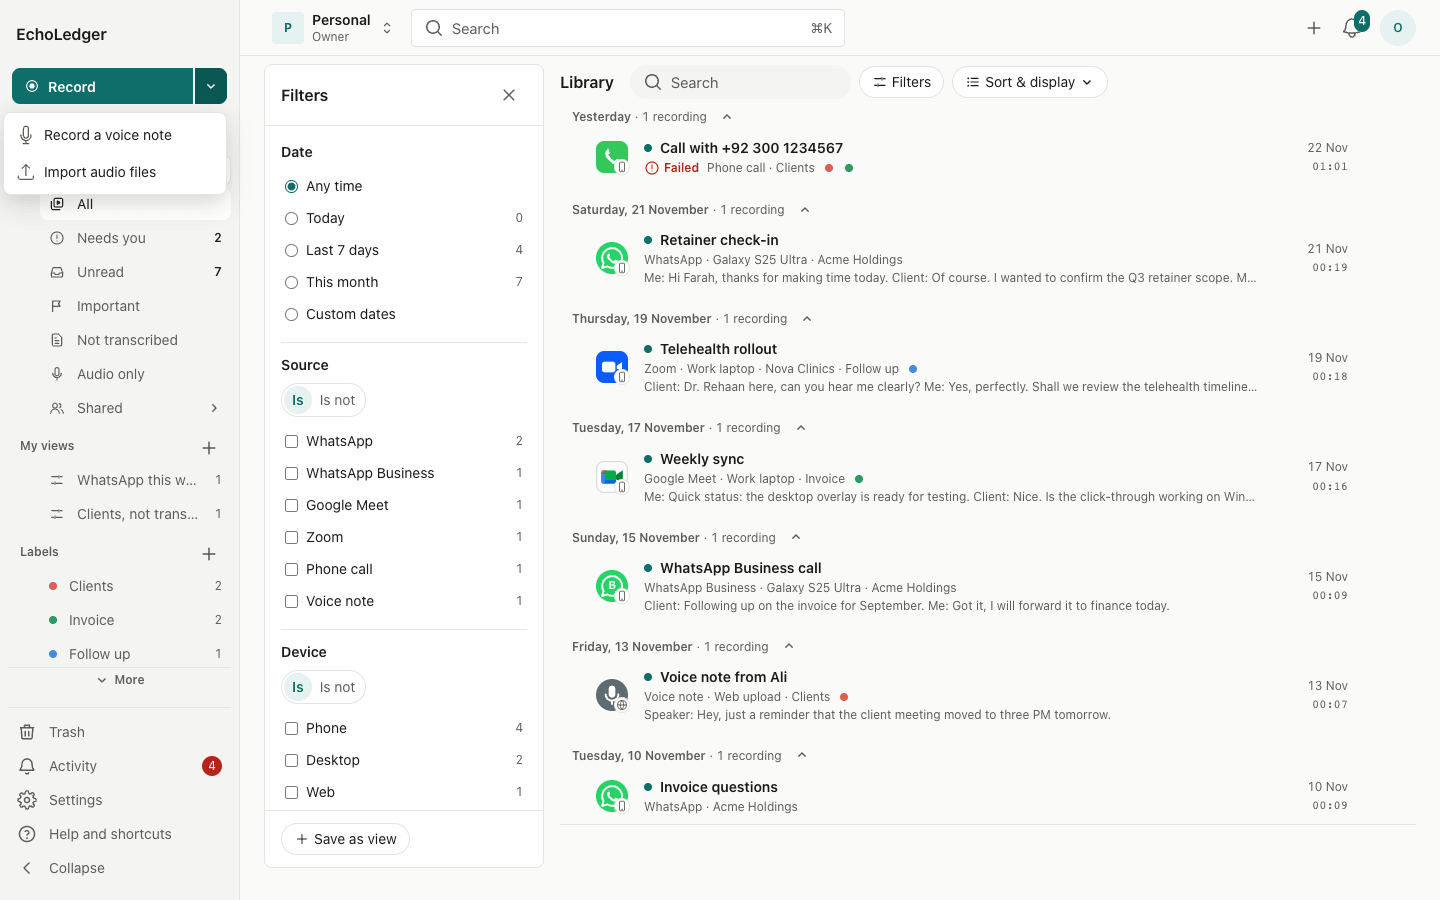 EchoLedger
Record
Record a voice note
Import audio files
All
Needs you 2
Unread 7
Important
Not transcribed
Audio only
Shared
My views
WhatsApp this w... 1
Clients, not trans... 1
Labels
Clients 2
Invoice 2
Follow up 1
More
Trash
Activity 4
Settings
Help and shortcuts
Collapse
P Personal
Owner
Search ⌘K
4
O
Filters
Date
Any time
Today 0
Last 7 days 4
This month 7
Custom dates
Source
Is Is not
WhatsApp 2
WhatsApp Business 1
Google Meet 1
Zoom 1
Phone call 1
Voice note 1
Device
Is Is not
Phone 4
Desktop 2
Web 1
Save as view
Library
Search
Filters
Sort & display
Yesterday · 1 recording
Call with +92 300 1234567 22 Nov
Failed Phone call · Clients 01:01
Saturday, 21 November · 1 recording
Retainer check-in 21 Nov
WhatsApp · Galaxy S25 Ultra · Acme Holdings 00:19
Me: Hi Farah, thanks for making time today. Client: Of course. I wanted to confirm the Q3 retainer scope. M...
Thursday, 19 November · 1 recording
Telehealth rollout 19 Nov
Zoom · Work laptop · Nova Clinics · Follow up 00:18
Client: Dr. Rehaan here, can you hear me clearly? Me: Yes, perfectly. Shall we review the telehealth timeline...
Tuesday, 17 November · 1 recording
Weekly sync 17 Nov
Google Meet · Work laptop · Invoice 00:16
Me: Quick status: the desktop overlay is ready for testing. Client: Nice. Is the click-through working on Win...
Sunday, 15 November · 1 recording
B WhatsApp Business call 15 Nov
WhatsApp Business · Galaxy S25 Ultra · Acme Holdings 00:09
Client: Following up on the invoice for September. Me: Got it, I will forward it to finance today.
Friday, 13 November · 1 recording
Voice note from Ali 13 Nov
Voice note · Web upload · Clients 00:07
Speaker: Hey, just a reminder that the client meeting moved to three PM tomorrow.
Tuesday, 10 November · 1 recording
Invoice questions 10 Nov
WhatsApp · Acme Holdings 00:09